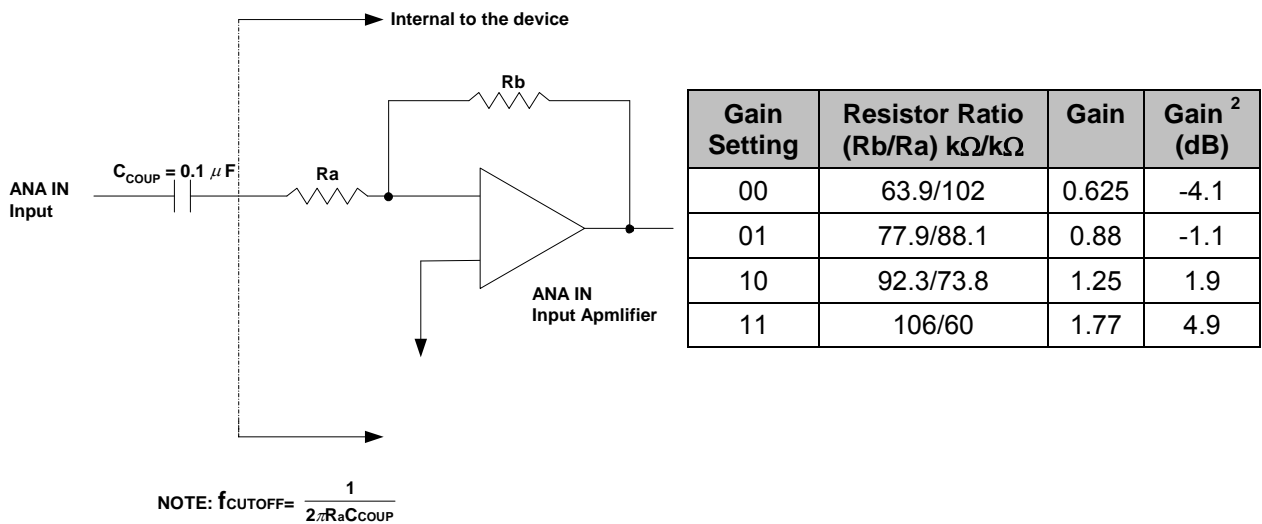 Internal to the device
Rb
C_COUP = 0.1 μF
Ra
ANA IN
Input
ANA IN
Input Apmlifier
NOTE: fCUTOFF= 1
2πRaCCOUP
Gain Setting | Resistor Ratio (Rb/Ra) kΩ/kΩ | Gain | Gain ² (dB)
00 | 63.9/102 | 0.625 | -4.1
01 | 77.9/88.1 | 0.88 | -1.1
10 | 92.3/73.8 | 1.25 | 1.9
11 | 106/60 | 1.77 | 4.9